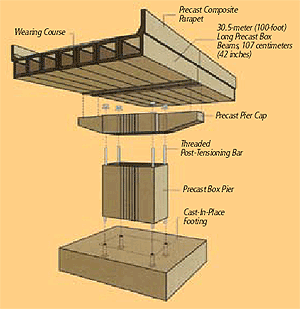 Precast Composite
Parapet
Wearing Course
30.5-meter (100-foot)
Long Precast Box
Beams, 107 centimeters
(42 inches)
Precast Pier Cap
Threaded
Post-Tensioning Bar
Precast Box Pier
Cast-In-Place
Footing